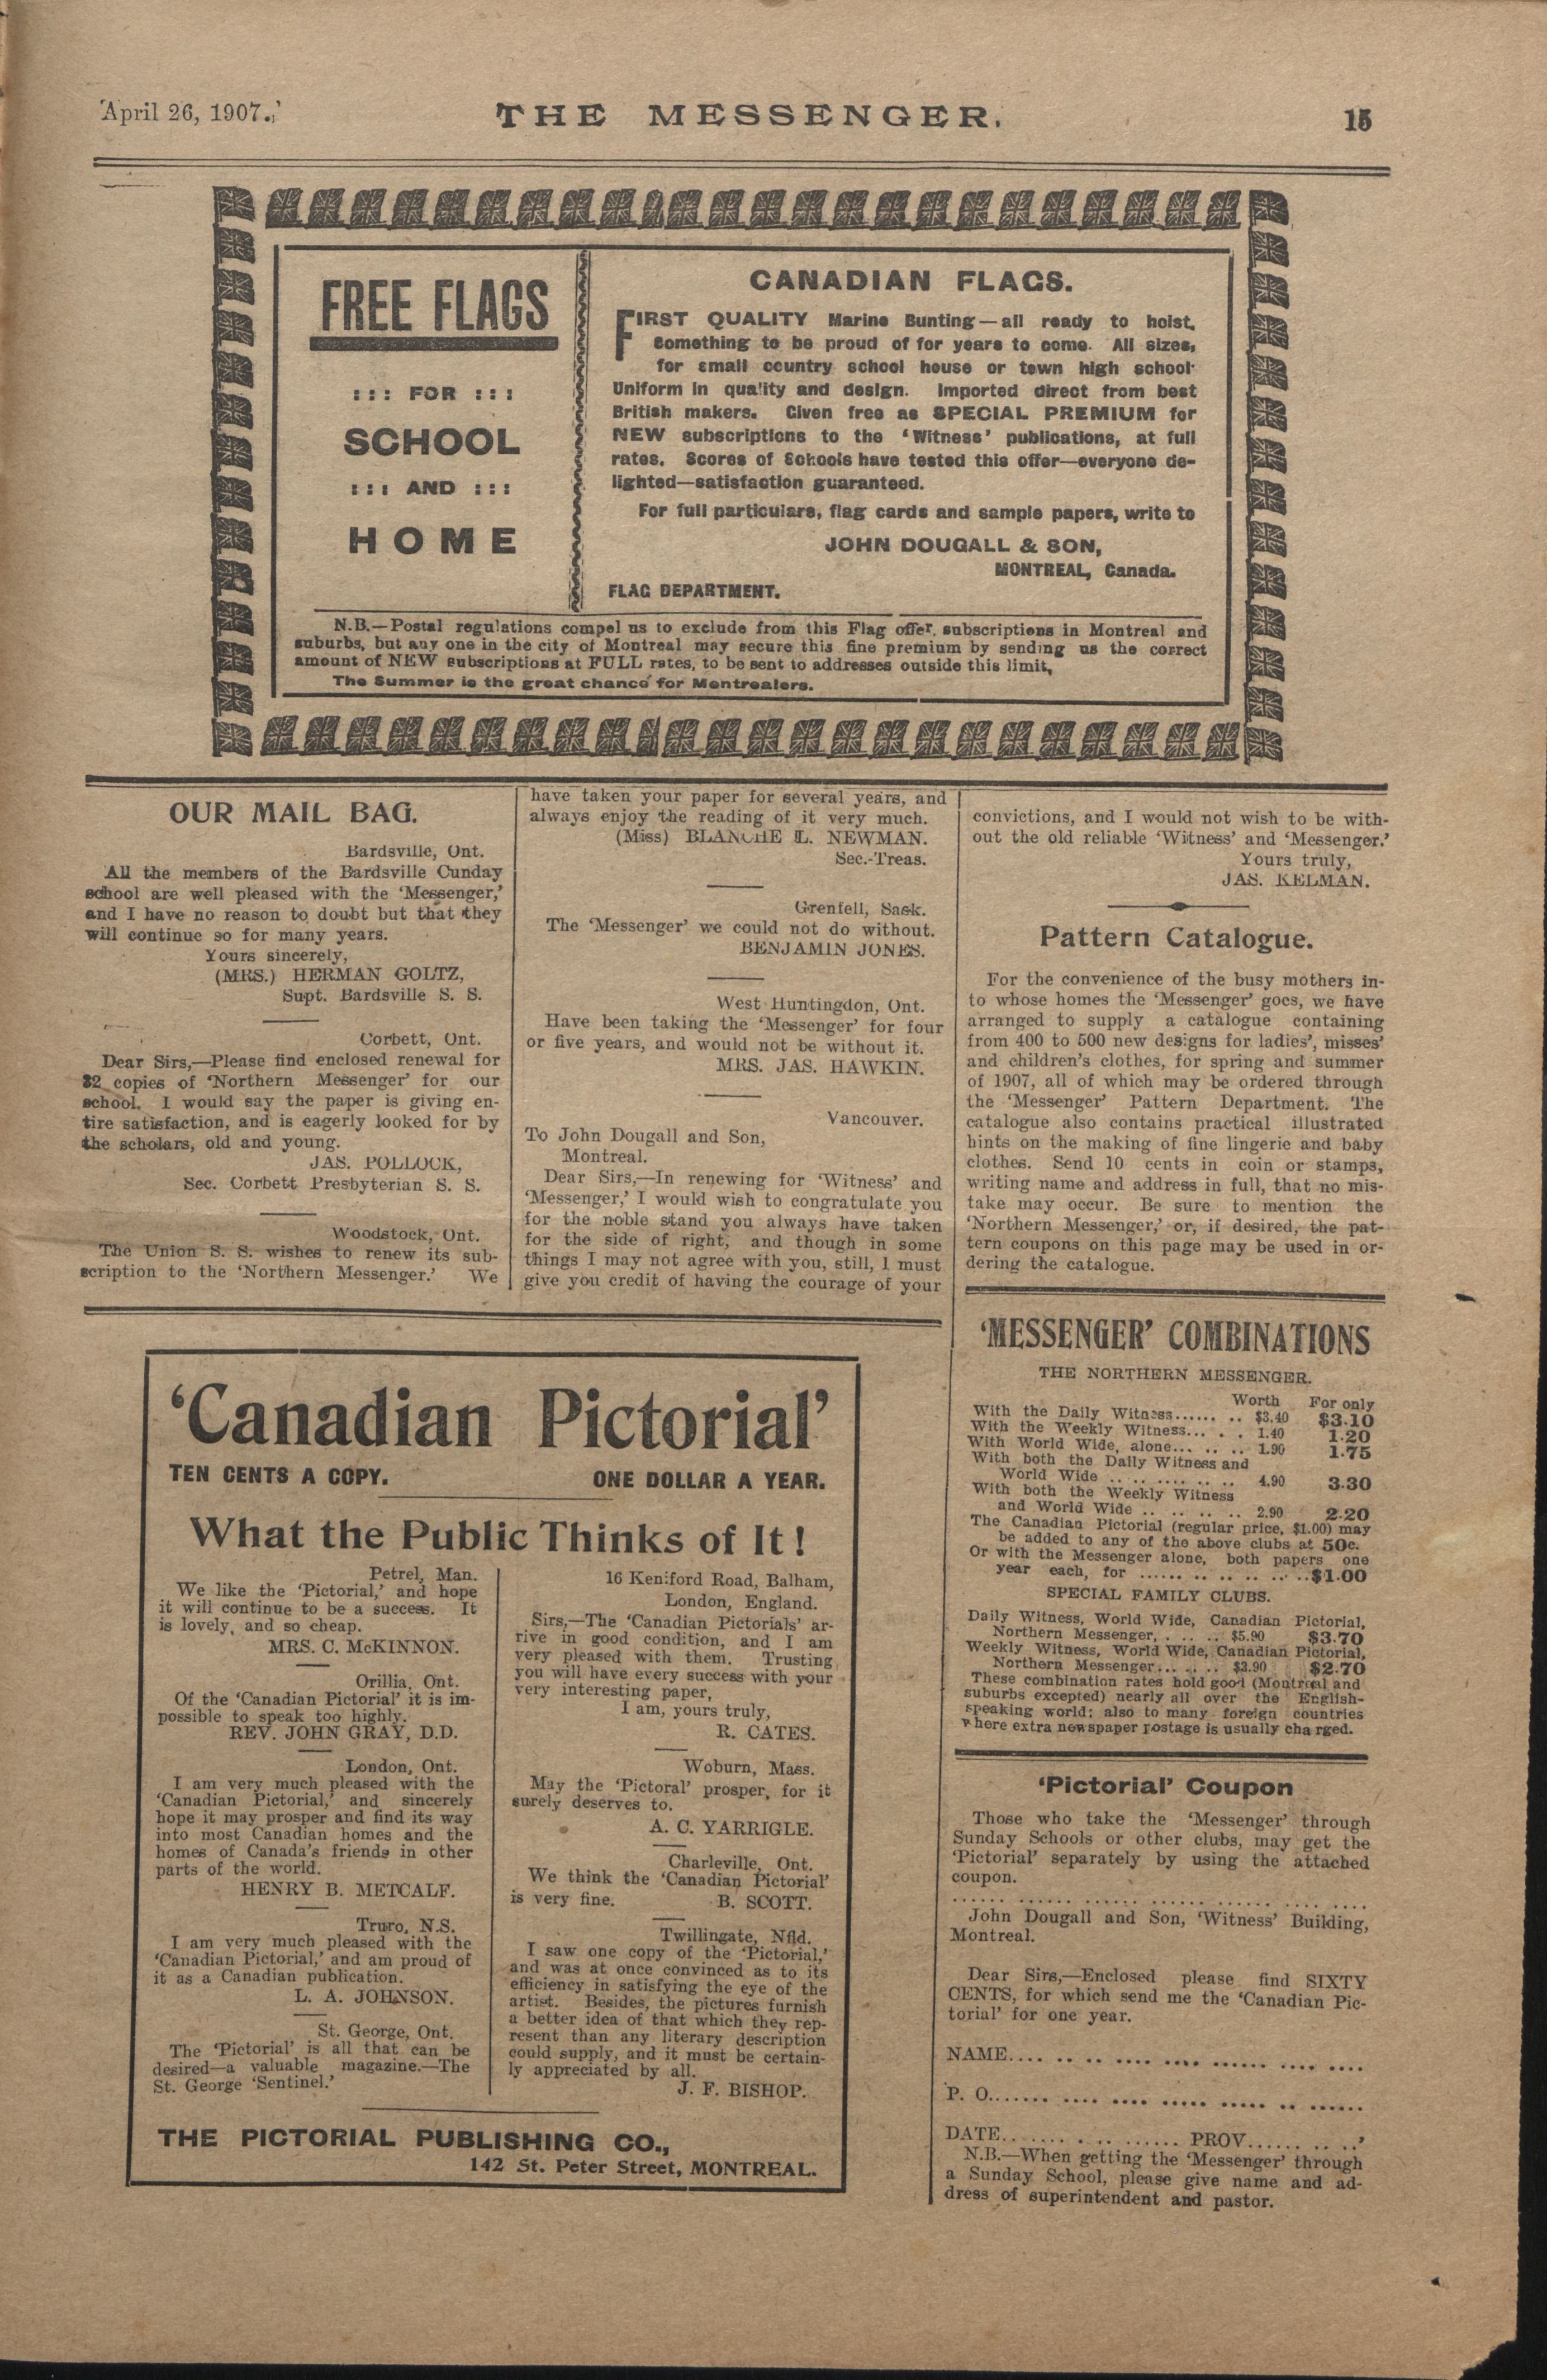 April 26, 1907.
THE MESSENGER.
15
FREE FLAGS
::: FOR :::
SCHOOL
::: AND :::
HOME
CANADIAN FLAGS.
FIRST QUALITY Marine Bunting—all ready to hoist.
Something to be proud of for years to come. All sizes,
for small country school house or town high school.
Uniform in quality and design. Imported direct from best
British makers. Given free as SPECIAL PREMIUM for
NEW subscriptions to the 'Witness' publications, at full
rates. Scores of Schools have tested this offer—everyone de-
lighted—satisfaction guaranteed.
For full particulars, flag cards and sample papers, write to
JOHN DOUGALL & SON,
MONTREAL, Canada.
FLAG DEPARTMENT.
N.B.—Postal regulations compel us to exclude from this Flag offer, subscriptions in Montreal and
suburbs, but any one in the city of Montreal may secure this fine premium by sending us the correct
amount of NEW subscriptions at FULL rates, to be sent to addresses outside this limit,
The Summer is the great chance for Montrealers.
OUR MAIL BAG.
Bardsville, Ont.
All the members of the Bardsville Cunday
school are well pleased with the 'Messenger,'
and I have no reason to doubt but that they
will continue so for many years.
Yours sincerely,
(MRS.) HERMAN GOLTZ,
Supt. Bardsville S. S.
Corbett, Ont.
Dear Sirs,—Please find enclosed renewal for
32 copies of 'Northern Messenger' for our
school. I would say the paper is giving en-
tire satisfaction, and is eagerly looked for by
the scholars, old and young.
JAS. POLLOCK,
Sec. Corbett Presbyterian S. S.
Woodstock, Ont.
The Union S. S. wishes to renew its sub-
scription to the 'Northern Messenger.' We
have taken your paper for several years, and
always enjoy the reading of it very much.
(Miss) BLANCHE L. NEWMAN.
Sec.-Treas.
Grenfell, Sask.
The 'Messenger' we could not do without.
BENJAMIN JONES.
West Huntingdon, Ont.
Have been taking the 'Messenger' for four
or five years, and would not be without it.
MRS. JAS. HAWKIN.
Vancouver.
To John Dougall and Son,
Montreal.
Dear Sirs,—In renewing for 'Witness' and
'Messenger,' I would wish to congratulate you
for the noble stand you always have taken
for the side of right, and though in some
things I may not agree with you, still, I must
give you credit of having the courage of your
convictions, and I would not wish to be with-
out the old reliable 'Witness' and 'Messenger.'
Yours truly,
JAS. KELMAN.
Pattern Catalogue.
For the convenience of the busy mothers in-
to whose homes the 'Messenger' goes, we have
arranged to supply a catalogue containing
from 400 to 500 new designs for ladies', misses'
and children's clothes, for spring and summer
of 1907, all of which may be ordered through
the 'Messenger' Pattern Department. The
catalogue also contains practical illustrated
hints on the making of fine lingerie and baby
clothes. Send 10 cents in coin or stamps,
writing name and address in full, that no mis-
take may occur. Be sure to mention the
'Northern Messenger,' or, if desired, the pat-
tern coupons on this page may be used in or-
dering the catalogue.
'Canadian Pictorial'
TEN CENTS A COPY. ONE DOLLAR A YEAR.
What the Public Thinks of It!
Petrel, Man.
We like the 'Pictorial,' and hope
it will continue to be a success. It
is lovely, and so cheap.
MRS. C. McKINNON.
Orillia, Ont.
Of the 'Canadian Pictorial' it is im-
possible to speak too highly.
REV. JOHN GRAY, D.D.
London, Ont.
I am very much pleased with the
'Canadian Pictorial,' and sincerely
hope it may prosper and find its way
into most Canadian homes and the
homes of Canada's friends in other
parts of the world.
HENRY B. METCALF.
Truro, N.S.
I am very much pleased with the
'Canadian Pictorial,' and am proud of
it as a Canadian publication.
L. A. JOHNSON.
St. George, Ont.
The 'Pictorial' is all that can be
desired—a valuable magazine.—The
St. George 'Sentinel.'
16 Keniford Road, Balham,
London, England.
Sirs,—The 'Canadian Pictorials' ar-
rive in good condition, and I am
very pleased with them. Trusting
you will have every success with your
very interesting paper,
I am, yours truly,
R. CATES.
Woburn, Mass.
May the 'Pictoral' prosper, for it
surely deserves to.
A. C. YARRIGLE.
Charleville, Ont.
We think the 'Canadian Pictorial'
is very fine. B. SCOTT.
Twillingate, Nfld.
I saw one copy of the 'Pictorial,'
and was at once convinced as to its
efficiency in satisfying the eye of the
artist. Besides, the pictures furnish
a better idea of that which they rep-
resent than any literary description
could supply, and it must be certain-
ly appreciated by all.
J. F. BISHOP.
THE PICTORIAL PUBLISHING CO.,
142 St. Peter Street, MONTREAL.
'MESSENGER' COMBINATIONS
THE NORTHERN MESSENGER.
Worth For only
With the Daily Witness...... .. $3.40 $3.10
With the Weekly Witness... . . 1.40 1.20
With World Wide, alone... .. .. 1.90 1.75
With both the Daily Witness and
World Wide .. .. .. .. .. .. 4.90 3.30
With both the Weekly Witness
and World Wide .. .. .. .. .. 2.90 2.20
The Canadian Pictorial (regular price, $1.00) may
be added to any of the above clubs at 50c.
Or with the Messenger alone, both papers one
year each, for ...... .. .. .. .. .. ..$1.00
SPECIAL FAMILY CLUBS.
Daily Witness, World Wide, Canadian Pictorial,
Northern Messenger, . .. .. $5.90 $3.70
Weekly Witness, World Wide, Canadian Pictorial,
Northern Messenger... .. .. $3.90 $2.70
These combination rates hold good (Montreal and
suburbs excepted) nearly all over the English-
speaking world; also to many foreign countries
where extra newspaper postage is usually charged.
'Pictorial' Coupon
Those who take the 'Messenger' through
Sunday Schools or other clubs, may get the
'Pictorial' separately by using the attached
coupon.
John Dougall and Son, 'Witness' Building,
Montreal.
Dear Sirs,—Enclosed please find SIXTY
CENTS, for which send me the 'Canadian Pic-
torial' for one year.
NAME.... .. .. .... .... ...... .... ....
P. O....... .... .... ..... ..... .. ......
DATE.. ...... . .. ...... PROV...... .. ..
N.B.—When getting the 'Messenger' through
a Sunday School, please give name and ad-
dress of superintendent and pastor.